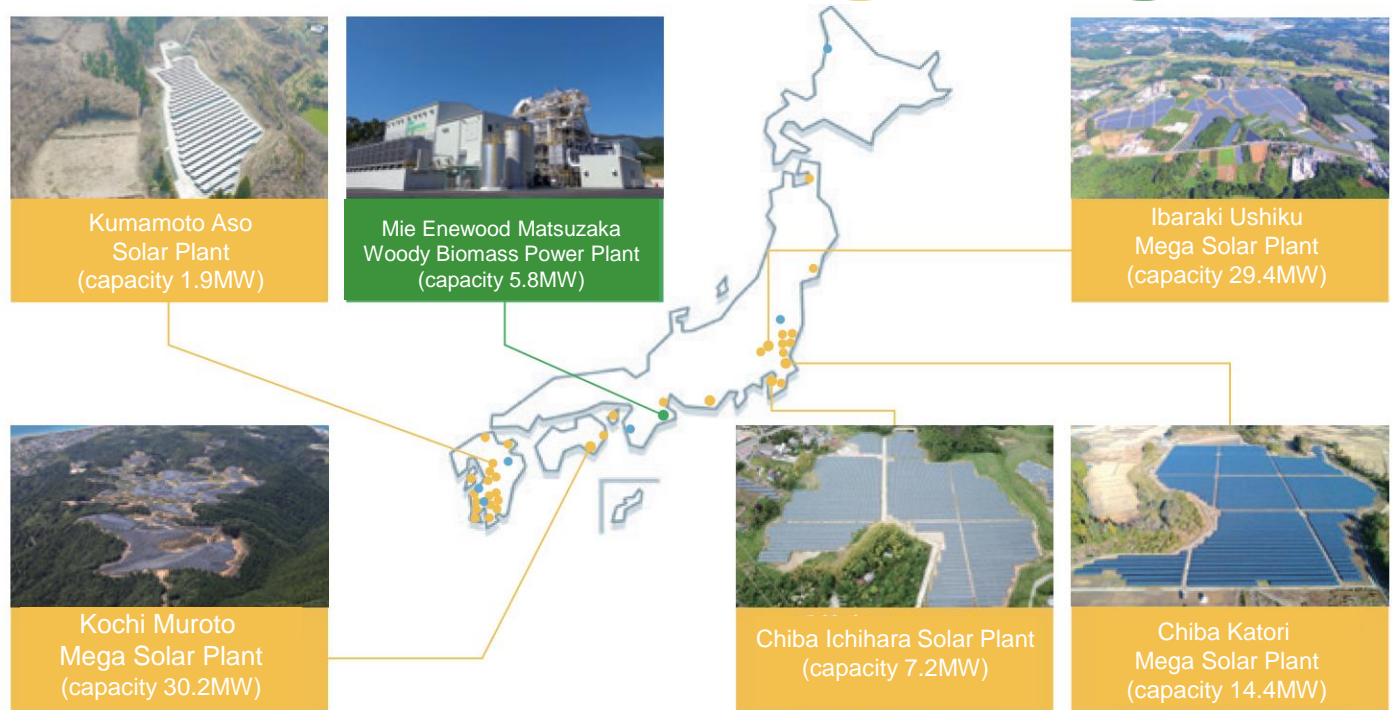 Kumamoto Aso
Solar Plant
(capacity 1.9MW)
Mie Enewood Matsuzaka
Woody Biomass Power Plant
(capacity 5.8MW)
Ibaraki Ushiku
Mega Solar Plant
(capacity 29.4MW)
Kochi Muroto
Mega Solar Plant
(capacity 30.2MW)
Chiba Ichihara Solar Plant
(capacity 7.2MW)
Chiba Katori
Mega Solar Plant
(capacity 14.4MW)